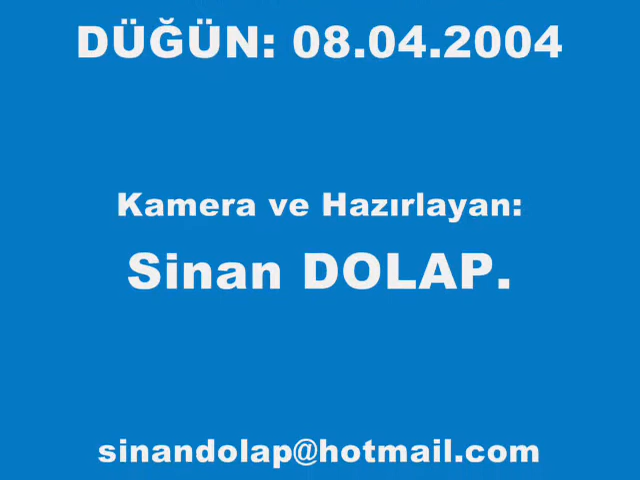 DÜĞÜN: 08.04.2004
Kamera ve Hazırlayan:
Sinan DOLAP.
sinandolap@hotmail.com